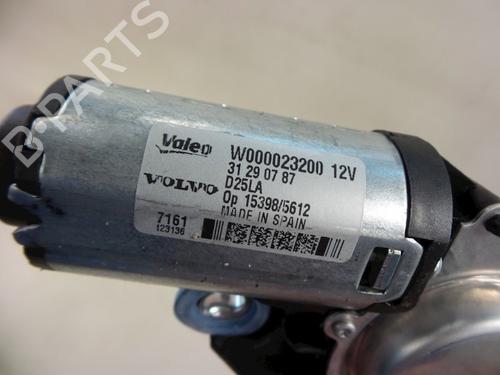 Valeo W000023200 12V
31 29 07 87
VOLVO D25LA
Op 15398/5612
7161 MADE IN SPAIN
123136
B-PARTS